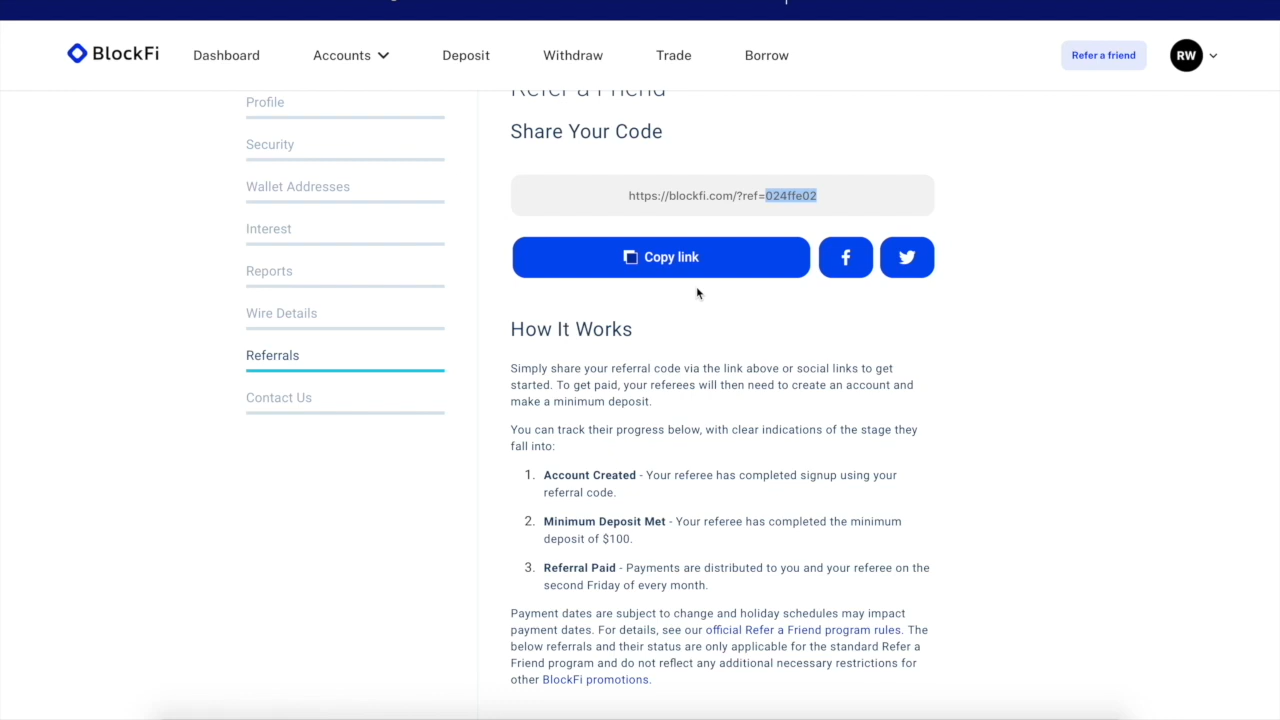 BlockFi
Dashboard
Accounts
Deposit
Withdraw
Trade
Borrow
Refer a friend
RW
Profile
Security
Wallet Addresses
Interest
Reports
Wire Details
Referrals
Contact Us
Refer a Friend
Share Your Code
https://blockfi.com/?ref=024ffe02
Copy link
How It Works
Simply share your referral code via the link above or social links to get
started. To get paid, your referees will then need to create an account and
make a minimum deposit.
You can track their progress below, with clear indications of the stage they
fall into:
1. Account Created - Your referee has completed signup using your
referral code.
2. Minimum Deposit Met - Your referee has completed the minimum
deposit of $100.
3. Referral Paid - Payments are distributed to you and your referee on the
second Friday of every month.
Payment dates are subject to change and holiday schedules may impact
payment dates. For details, see our official Refer a Friend program rules. The
below referrals and their status are only applicable for the standard Refer a
Friend program and do not reflect any additional necessary restrictions for
other BlockFi promotions.